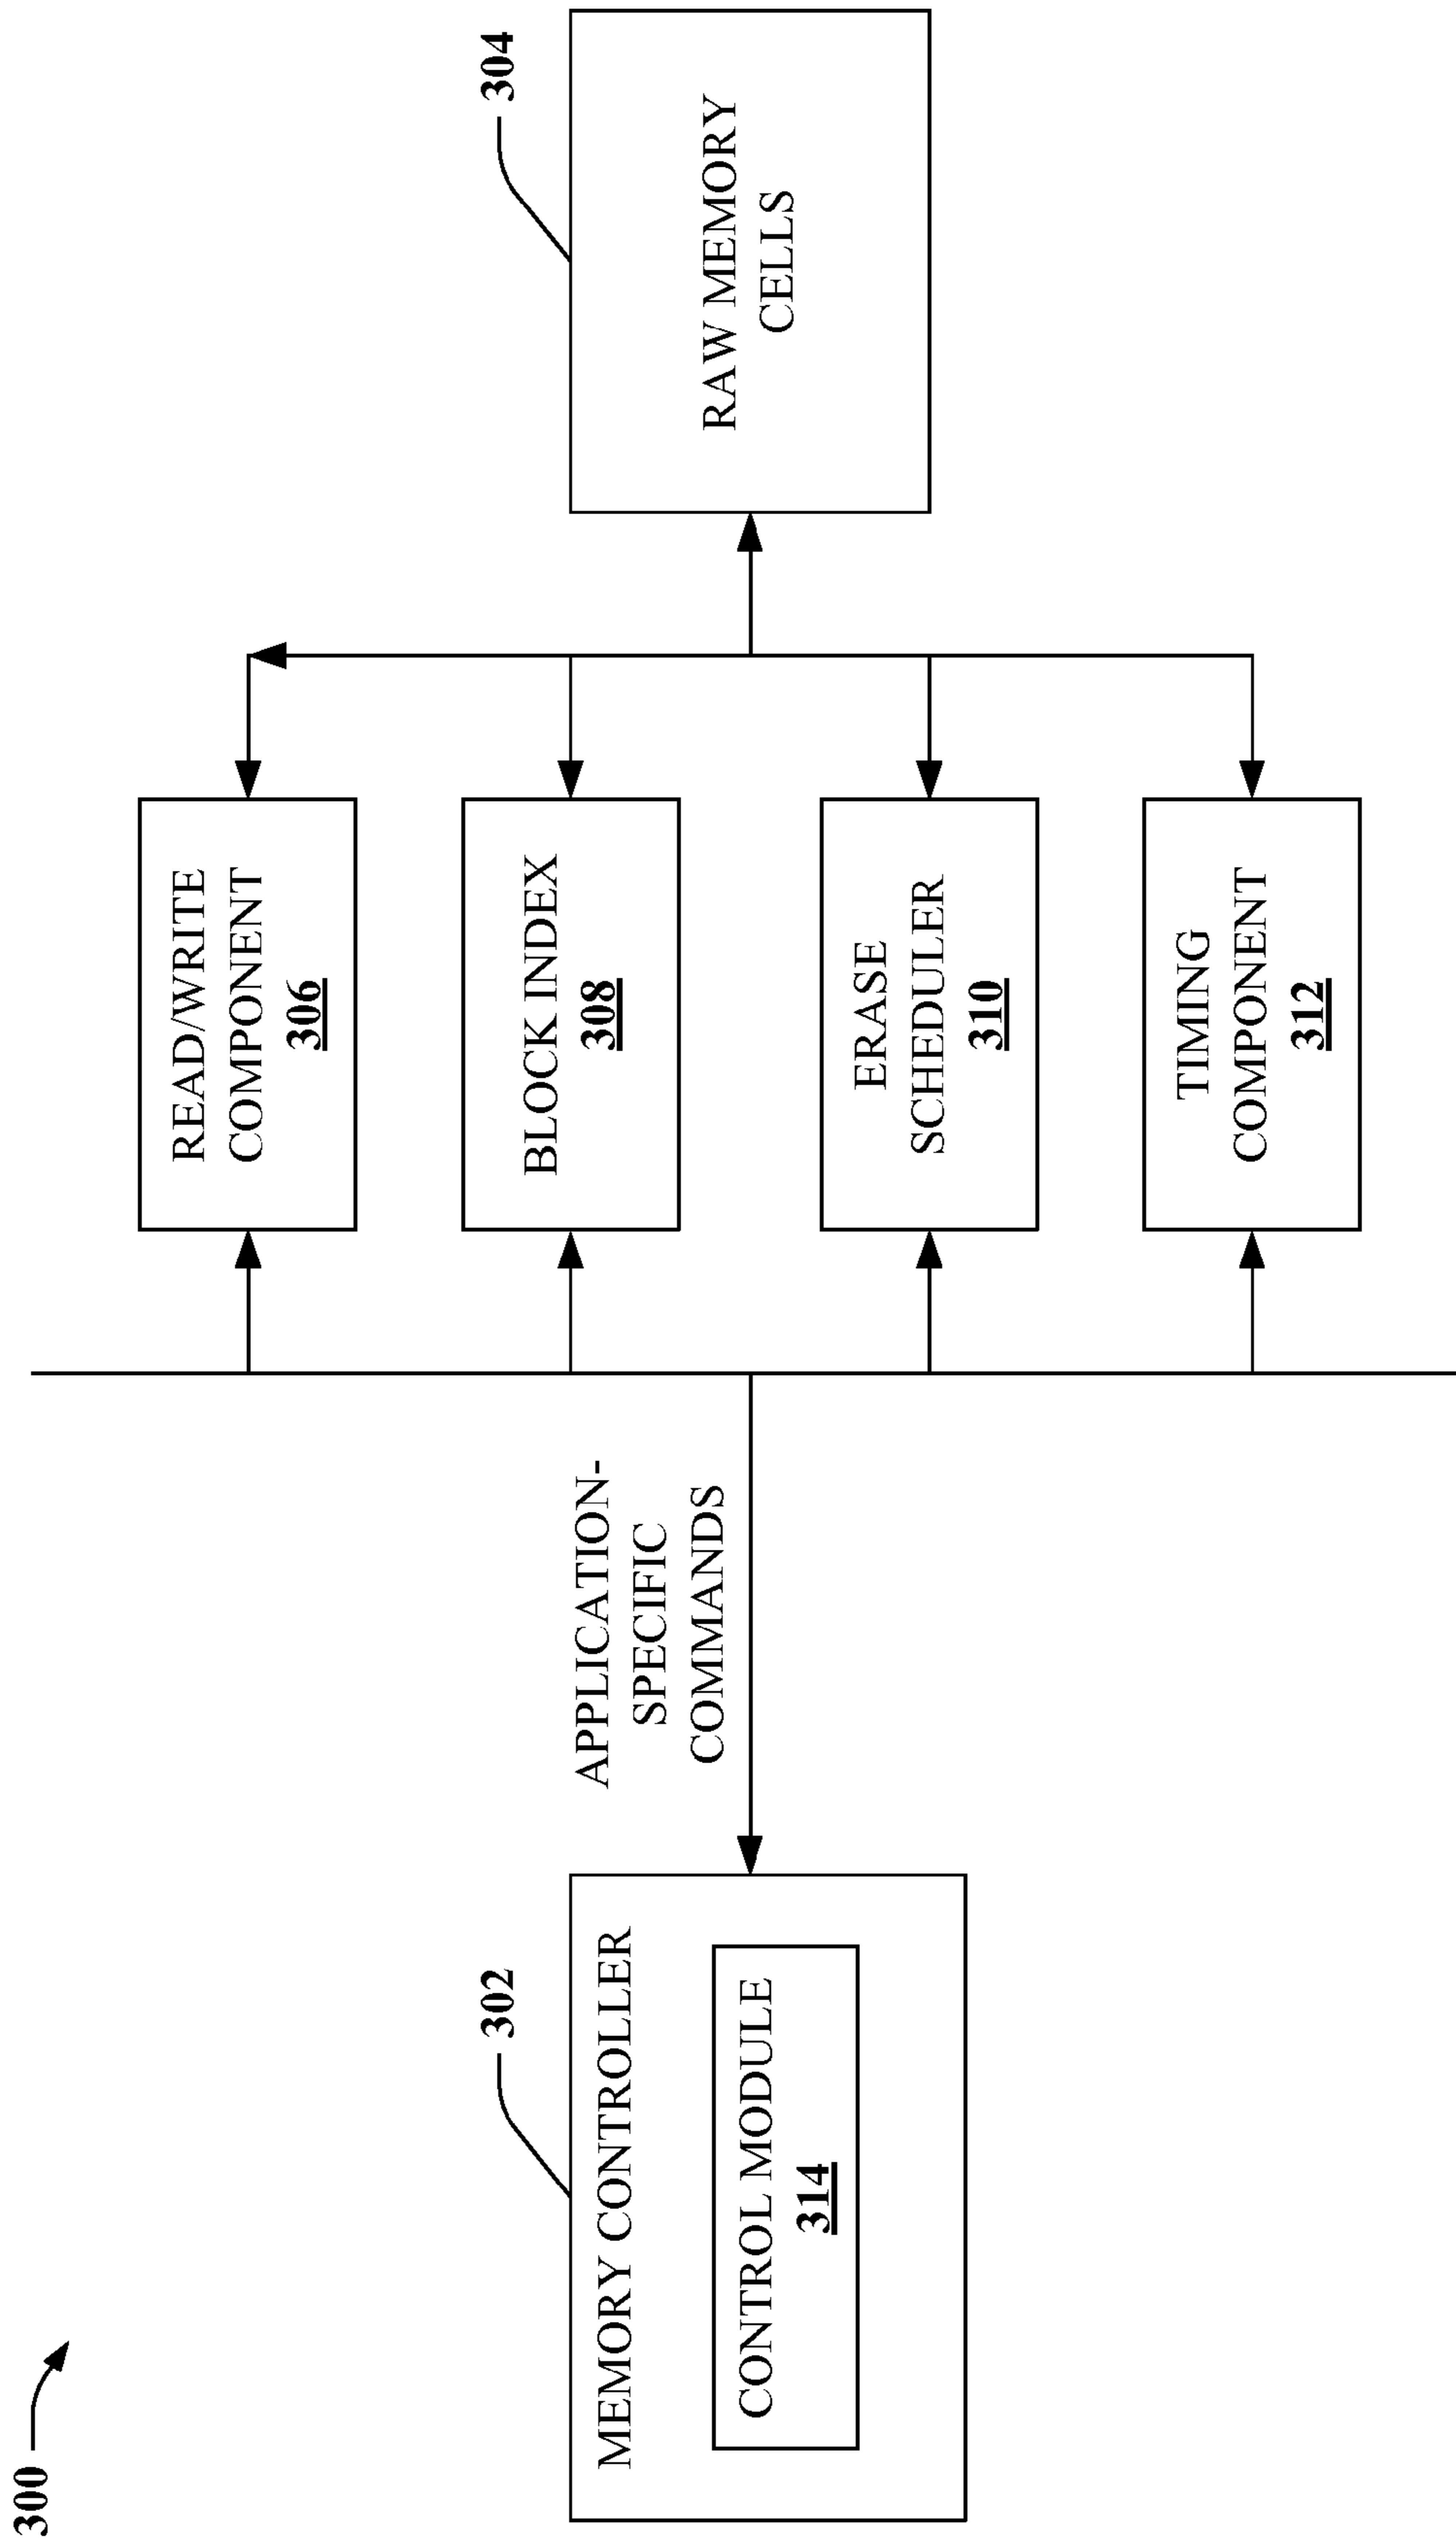 300
302
MEMORY CONTROLLER
CONTROL MODULE
314
APPLICATION-
SPECIFIC
COMMANDS
READ/WRITE
COMPONENT
306
BLOCK INDEX
308
ERASE
SCHEDULER
310
TIMING
COMPONENT
312
304
RAW MEMORY
CELLS